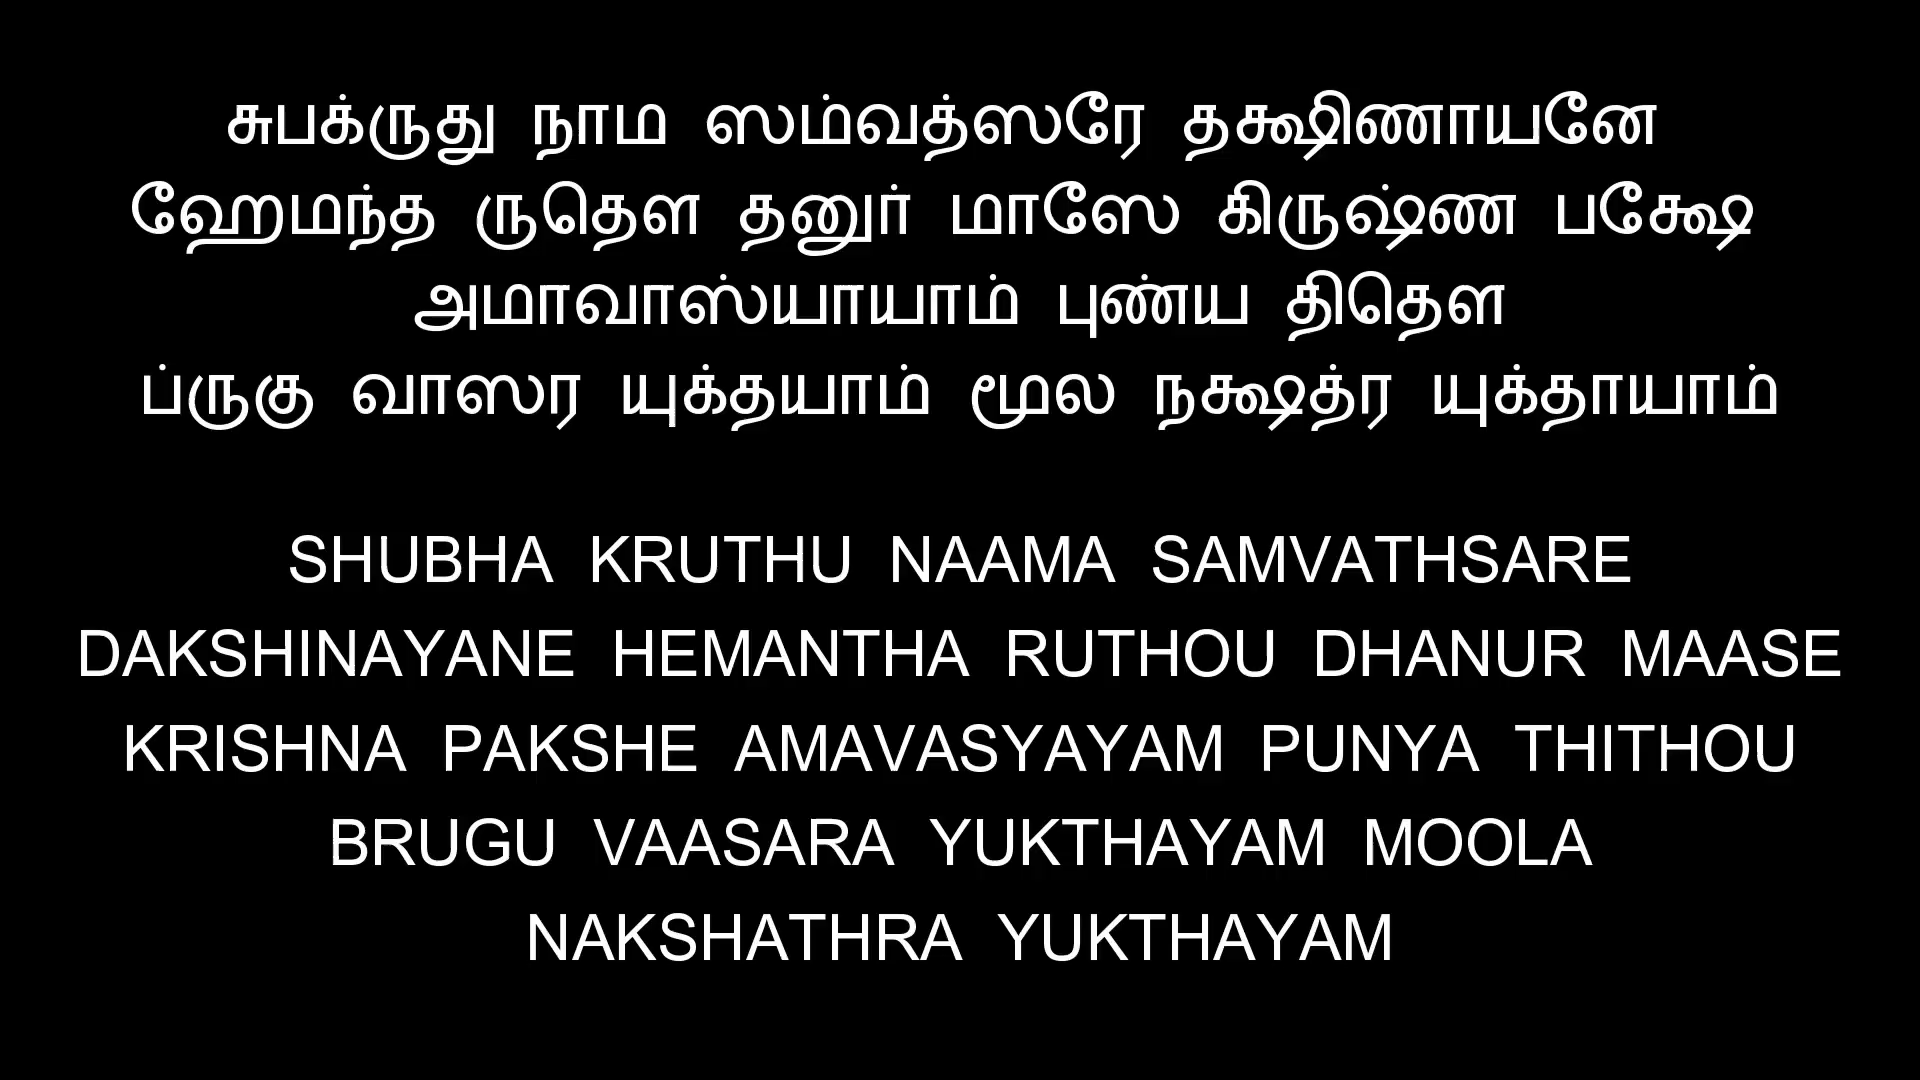 சுபக்ருது நாம ஸம்வத்ஸரே தக்ஷிணாயனே
ஹேமந்த ருதௌ தனுர் மாஸே கிருஷ்ண பக்ஷே
அமாவாஸ்யாயாம் புண்ய திதௌ
ப்ருகு வாஸர யுக்தயாம் மூல நக்ஷத்ர யுக்தாயாம்
SHUBHA KRUTHU NAAMA SAMVATHSARE
DAKSHINAYANE HEMANTHA RUTHOU DHANUR MAASE
KRISHNA PAKSHE AMAVASYAYAM PUNYA THITHOU
BRUGU VAASARA YUKTHAYAM MOOLA
NAKSHATHRA YUKTHAYAM